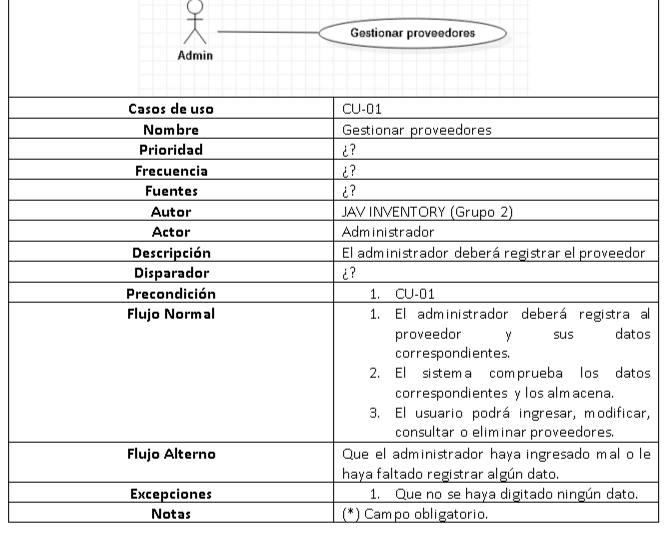 Admin
Gestionar proveedores
Casos de uso
CU-01
Nombre
Gestionar proveedores
Prioridad
¿?
Frecuencia
¿?
Fuentes
¿?
Autor
JAV INVENTORY (Grupo 2)
Actor
Administrador
Descripción
El administrador deberá registrar el proveedor
Disparador
¿?
Precondición
1. CU-01
Flujo Normal
1. El administrador deberá registra al
proveedor y sus datos
correspondientes.
2. El sistema comprueba los datos
correspondientes y los almacena.
3. El usuario podrá ingresar, modificar,
consultar o eliminar proveedores.
Flujo Alterno
Que el administrador haya ingresado mal o le
haya faltado registrar algún dato.
Excepciones
1. Que no se haya digitado ningún dato.
Notas
(*) Campo obligatorio.